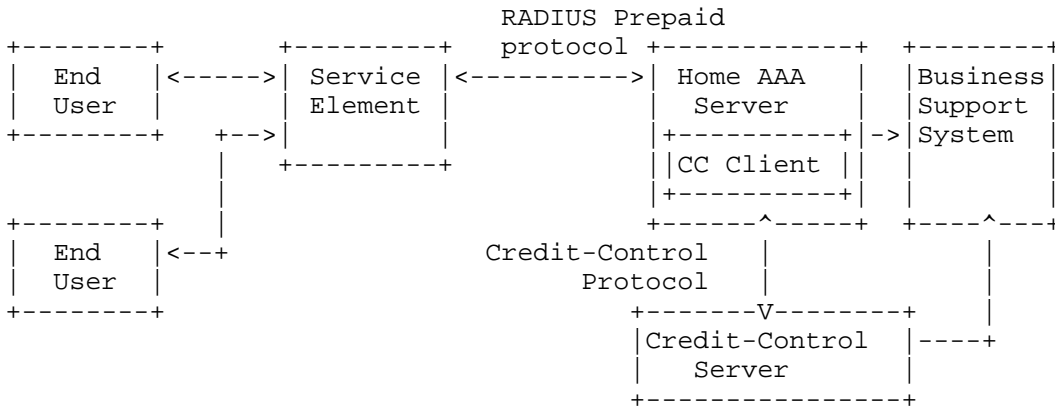 RADIUS Prepaid
protocol
End Service Home AAA Business
User Element Server Support
System
CC Client
End Credit-Control
User Protocol
Credit-Control
Server